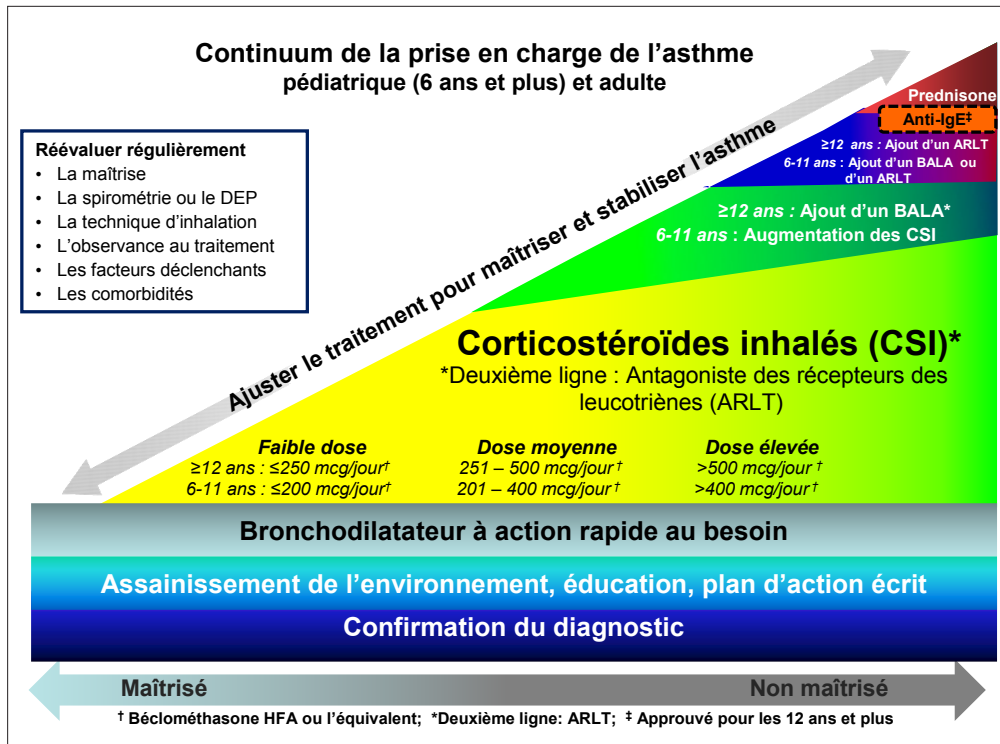 Continuum de la prise en charge de l’asthme
pédiatrique (6 ans et plus) et adulte
Réévaluer régulièrement
• La maîtrise
• La spirométrie ou le DEP
• La technique d’inhalation
• L’observance au traitement
• Les facteurs déclenchants
• Les comorbidités
Ajuster le traitement pour maîtriser et stabiliser l’asthme
Prednisone
Anti-IgE‡
≥12 ans : Ajout d’un ARLT
6-11 ans : Ajout d’un BALA ou
d’un ARLT
≥12 ans : Ajout d’un BALA*
6-11 ans : Augmentation des CSI
Corticostéroïdes inhalés (CSI)*
*Deuxième ligne : Antagoniste des récepteurs des
leucotriènes (ARLT)
Faible dose Dose moyenne Dose élevée
≥12 ans : ≤250 mcg/jour† 251 – 500 mcg/jour† >500 mcg/jour†
6-11 ans : ≤200 mcg/jour† 201 – 400 mcg/jour† >400 mcg/jour†
Bronchodilatateur à action rapide au besoin
Assainissement de l’environnement, éducation, plan d’action écrit
Confirmation du diagnostic
Maîtrisé Non maîtrisé
† Béclométhasone HFA ou l’équivalent; *Deuxième ligne: ARLT; ‡ Approuvé pour les 12 ans et plus